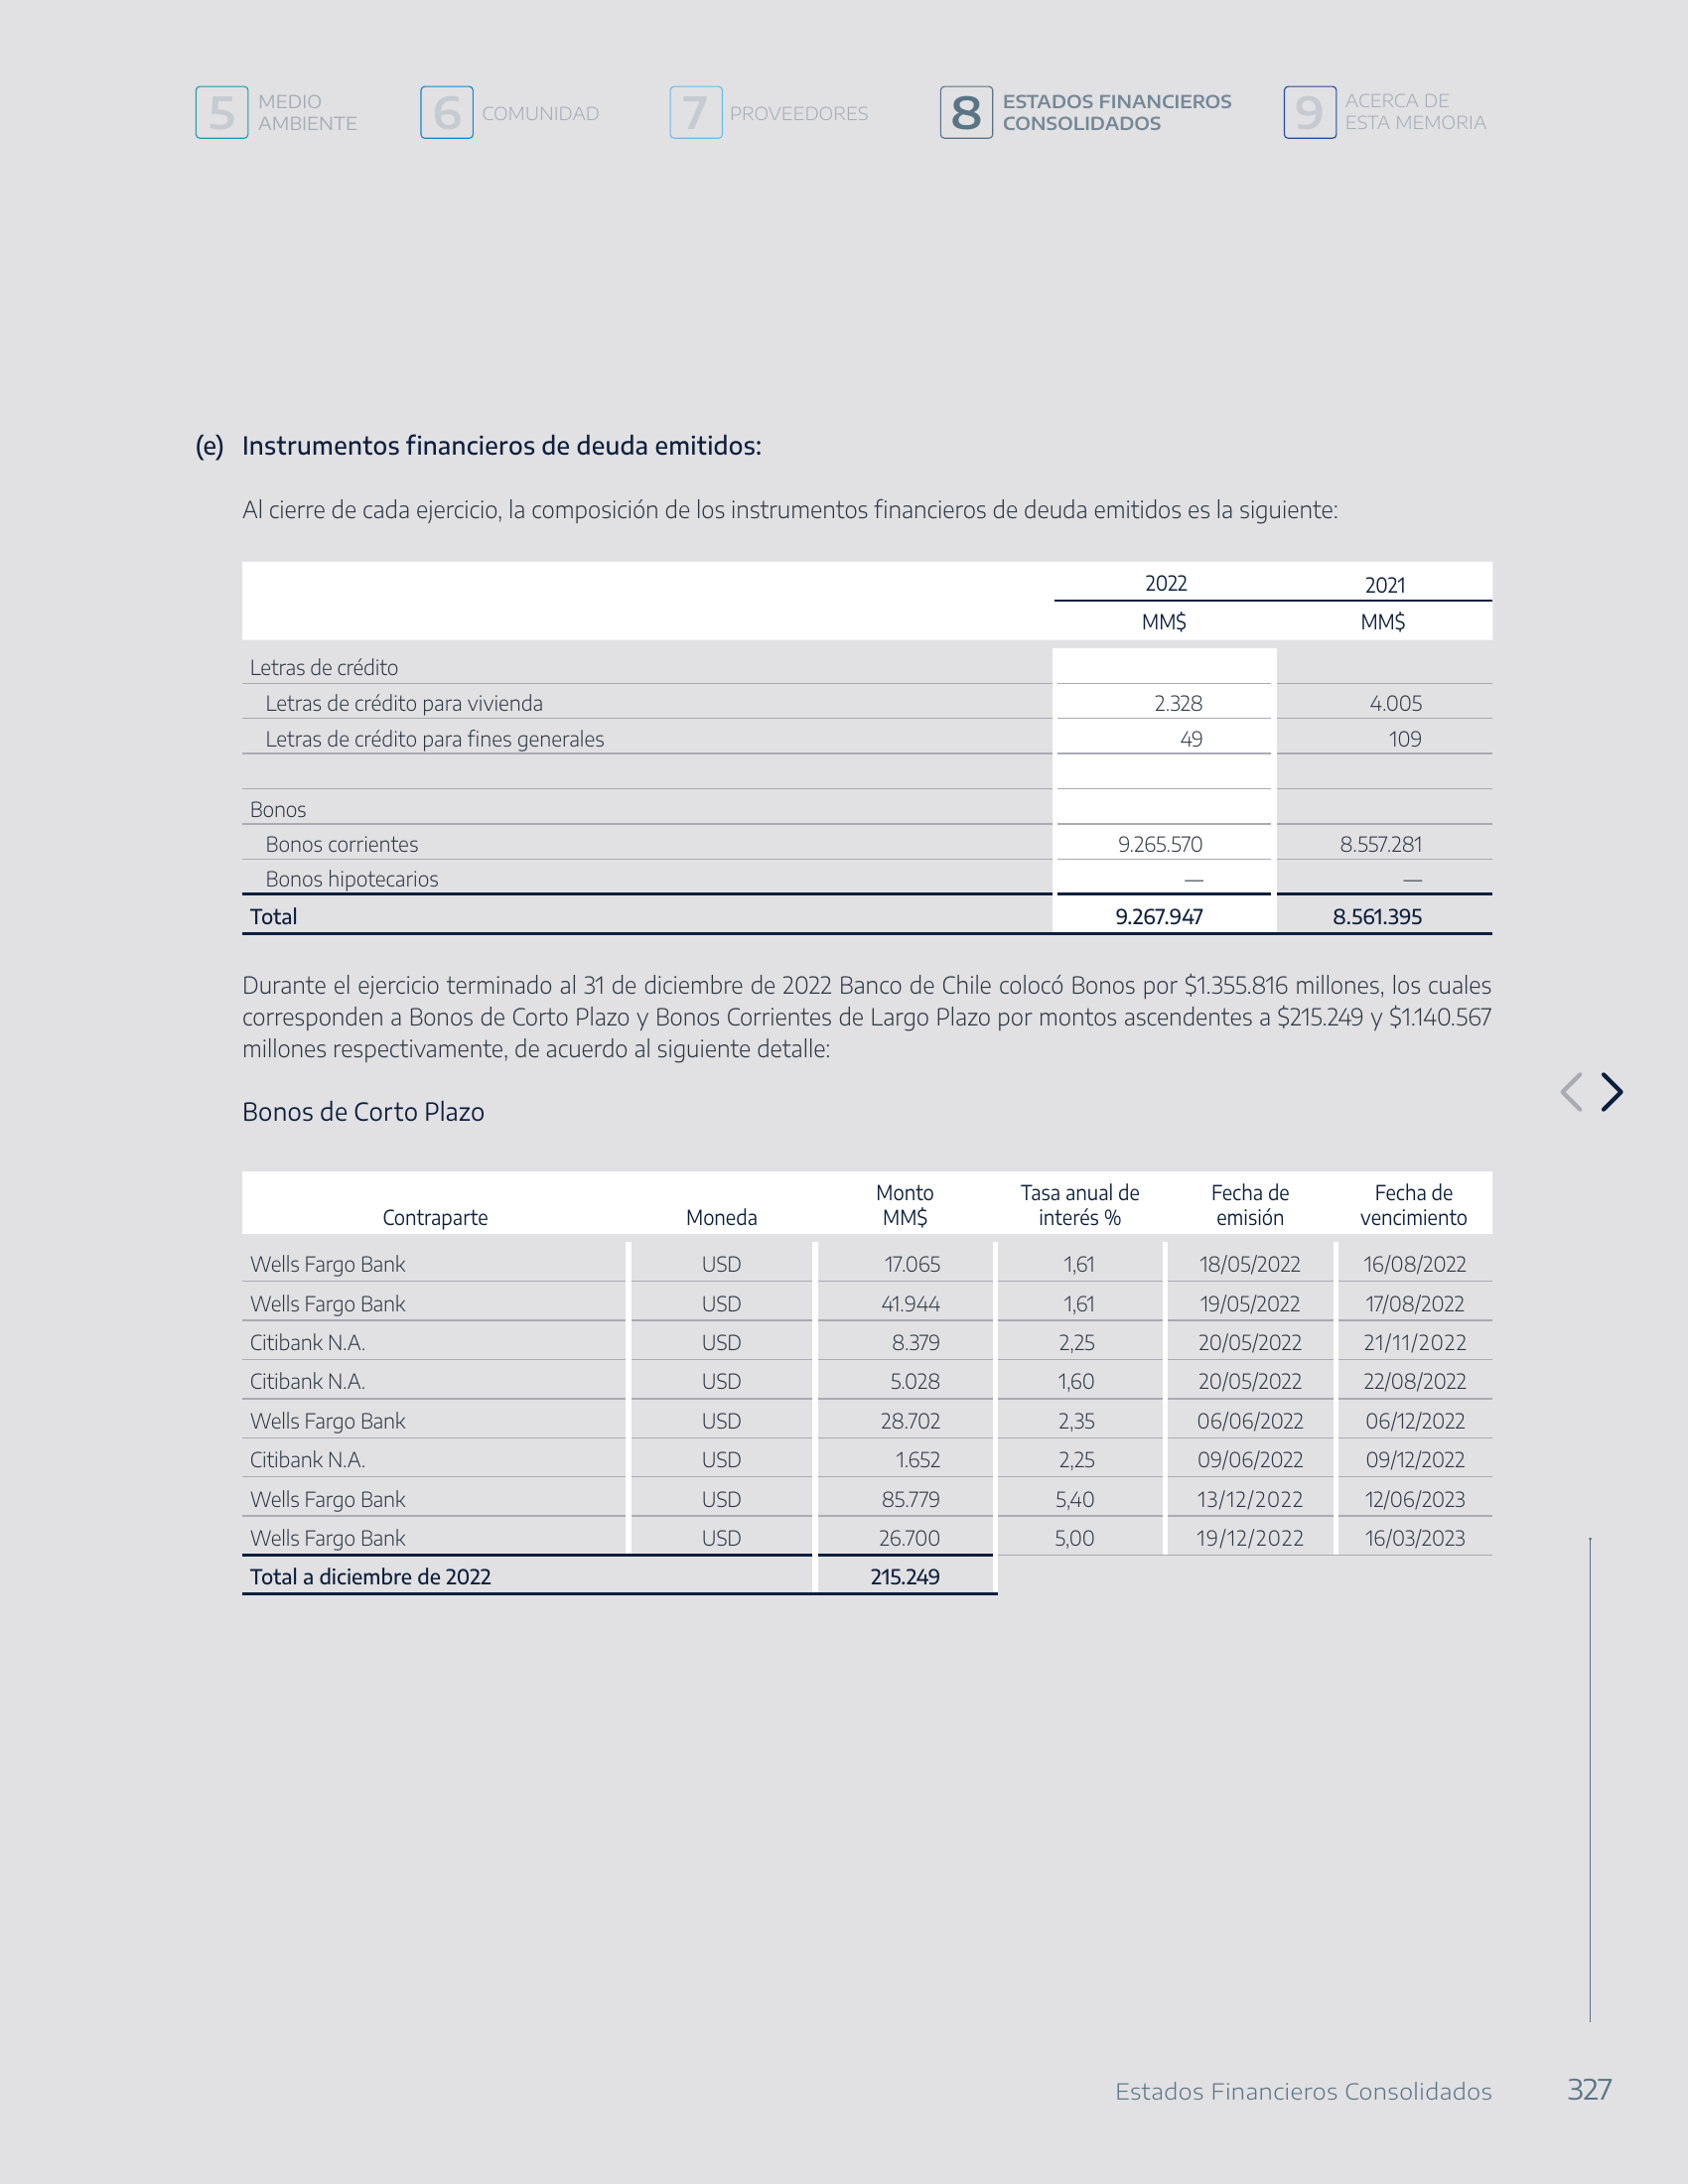 5 MEDIO AMBIENTE
6 COMUNIDAD
7 PROVEEDORES
8 ESTADOS FINANCIEROS CONSOLIDADOS
9 ACERCA DE ESTA MEMORIA
(e) Instrumentos financieros de deuda emitidos:
Al cierre de cada ejercicio, la composición de los instrumentos financieros de deuda emitidos es la siguiente:
2022 2021
MM$ MM$
Letras de crédito
Letras de crédito para vivienda 2.328 4.005
Letras de crédito para fines generales 49 109
Bonos
Bonos corrientes 9.265.570 8.557.281
Bonos hipotecarios — —
Total 9.267.947 8.561.395
Durante el ejercicio terminado al 31 de diciembre de 2022 Banco de Chile colocó Bonos por $1.355.816 millones, los cuales
corresponden a Bonos de Corto Plazo y Bonos Corrientes de Largo Plazo por montos ascendentes a $215.249 y $1.140.567
millones respectivamente, de acuerdo al siguiente detalle:
Bonos de Corto Plazo
Contraparte Moneda Monto MM$ Tasa anual de interés % Fecha de emisión Fecha de vencimiento
Wells Fargo Bank USD 17.065 1,61 18/05/2022 16/08/2022
Wells Fargo Bank USD 41.944 1,61 19/05/2022 17/08/2022
Citibank N.A. USD 8.379 2,25 20/05/2022 21/11/2022
Citibank N.A. USD 5.028 1,60 20/05/2022 22/08/2022
Wells Fargo Bank USD 28.702 2,35 06/06/2022 06/12/2022
Citibank N.A. USD 1.652 2,25 09/06/2022 09/12/2022
Wells Fargo Bank USD 85.779 5,40 13/12/2022 12/06/2023
Wells Fargo Bank USD 26.700 5,00 19/12/2022 16/03/2023
Total a diciembre de 2022 215.249
Estados Financieros Consolidados 327